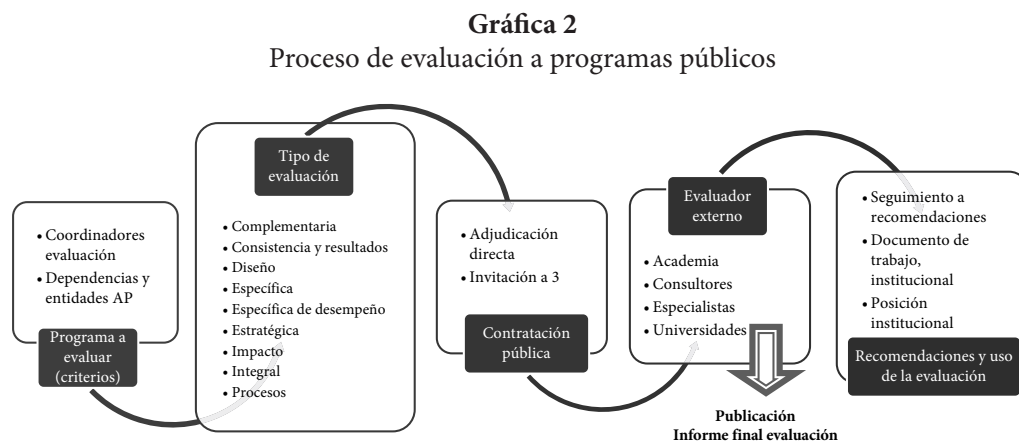 Gráfica 2
Proceso de evaluación a programas públicos
• Coordinadores
evaluación
• Dependencias y
entidades AP
Programa a
evaluar
(criterios)
Tipo de
evaluación
• Complementaria
• Consistencia y resultados
• Diseño
• Específica
• Específica de desempeño
• Estratégica
• Impacto
• Integral
• Procesos
• Adjudicación
directa
• Invitación a 3
Contratación
pública
Evaluador
externo
• Academia
• Consultores
• Especialistas
• Universidades
Publicación
Informe final evaluación
• Seguimiento a
recomendaciones
• Documento de
trabajo, institucional
• Posición
institucional
Recomendaciones y uso
de la evaluación